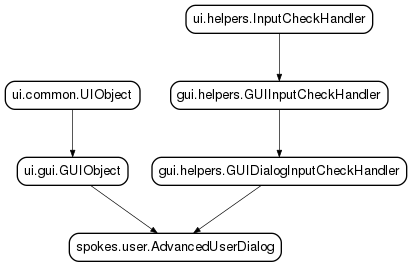 ui.helpers.InputCheckHandler
ui.common.UIObject
gui.helpers.GUIInputCheckHandler
ui.gui.GUIObject
gui.helpers.GUIDialogInputCheckHandler
spokes.user.AdvancedUserDialog